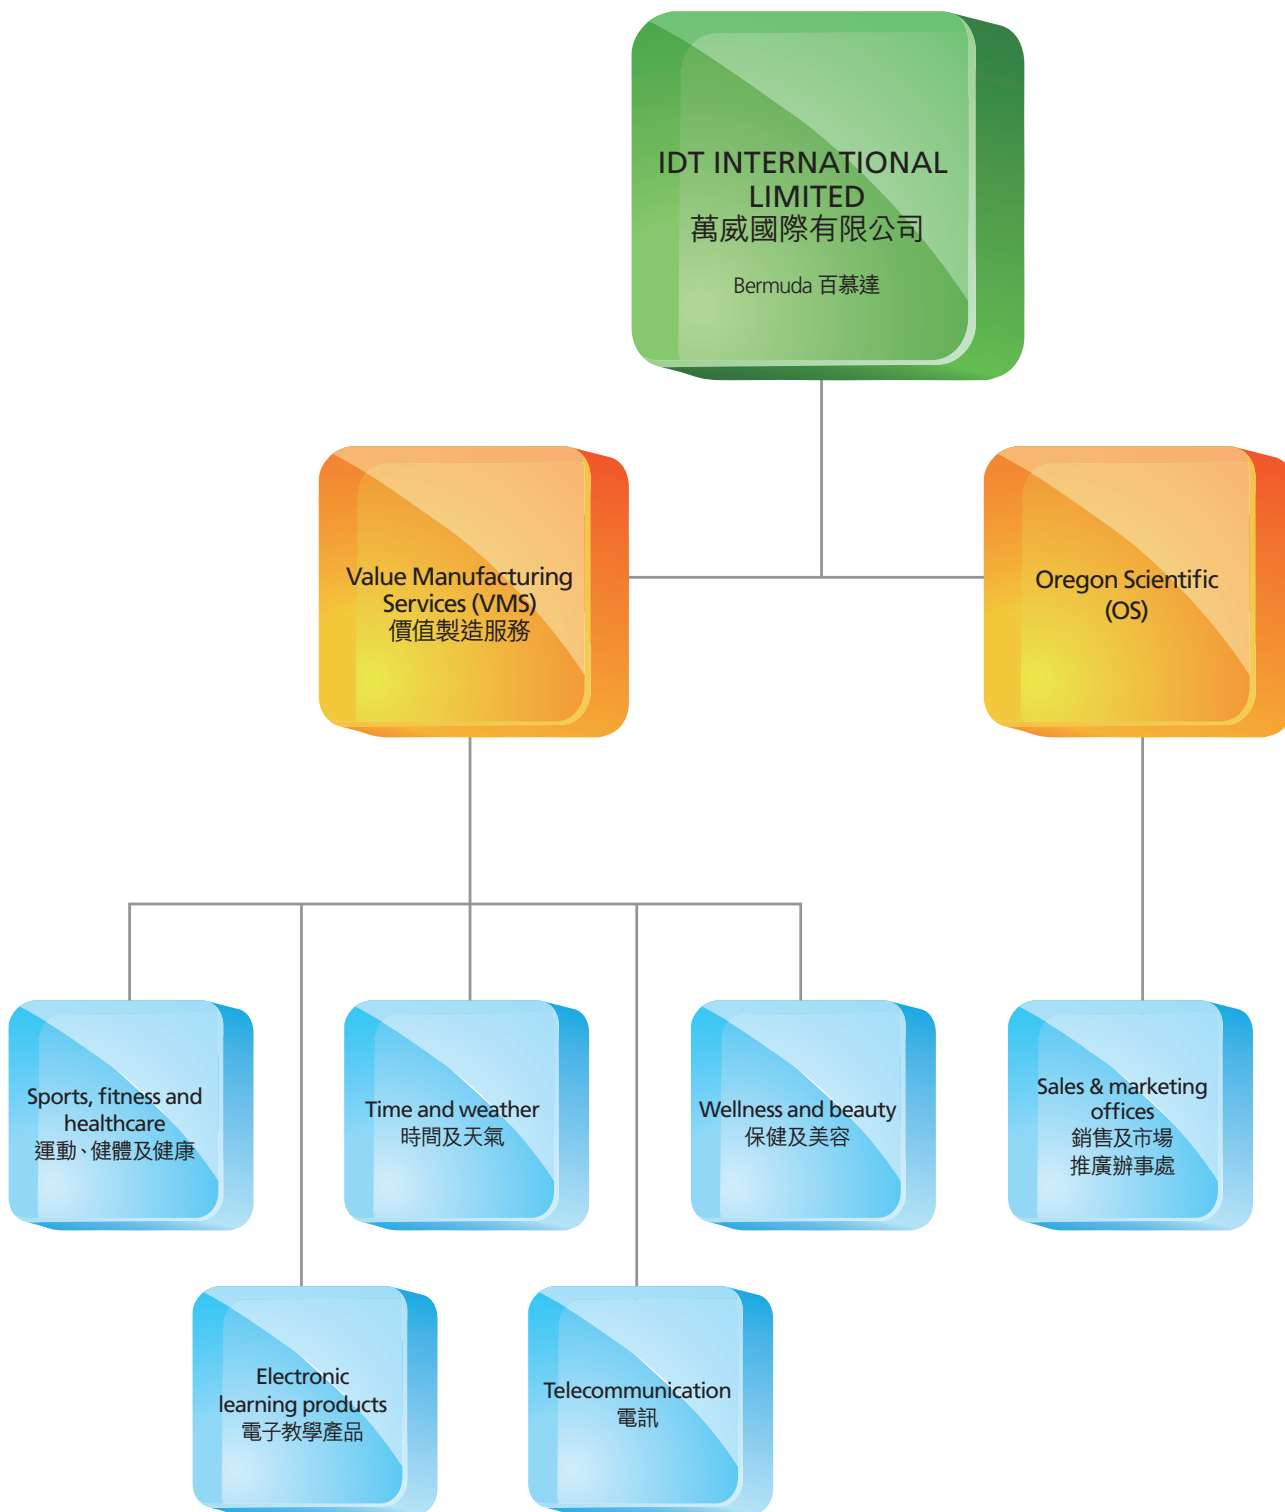 IDT INTERNATIONAL
LIMITED
萬威國際有限公司
Bermuda 百慕達
Value Manufacturing
Services (VMS)
價值製造服務
Oregon Scientific
(OS)
Sports, fitness and
healthcare
運動、健體及健康
Time and weather
時間及天氣
Wellness and beauty
保健及美容
Sales & marketing
offices
銷售及市場
推廣辦事處
Electronic
learning products
電子教學產品
Telecommunication
電訊